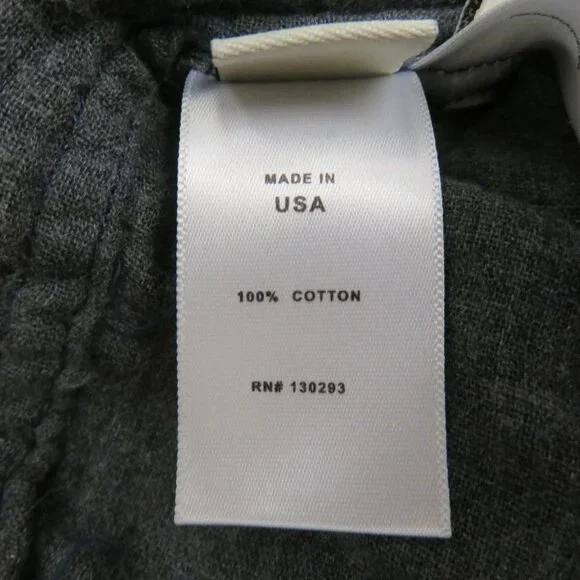 MADE IN
USA
100% COTTON
RN# 130293